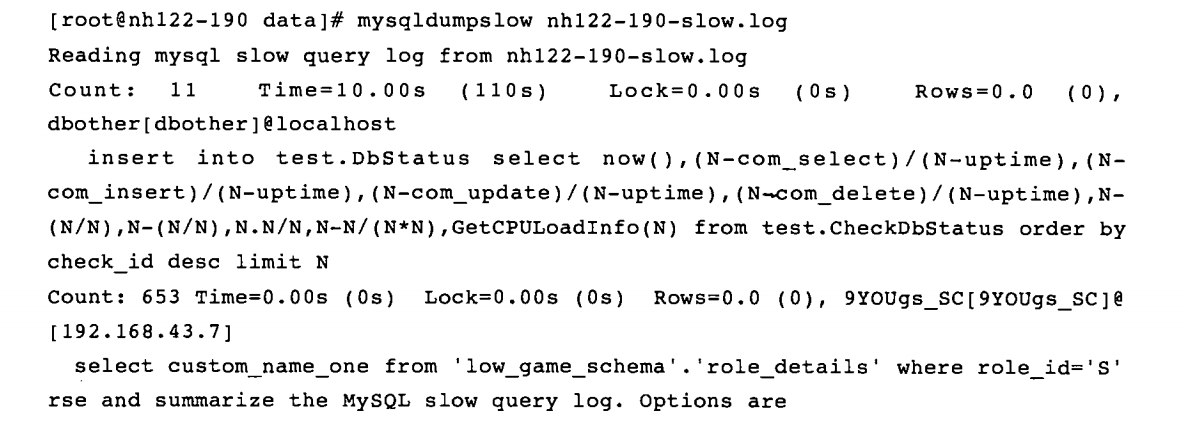 [root@nh122-190 data]# mysqldumpslow nh122-190-slow.log
Reading mysql slow query log from nh122-190-slow.log
Count: 11 Time=10.00s (110s) Lock=0.00s (0s) Rows=0.0 (0),
dbother[dbother]@localhost
insert into test.DbStatus select now(),(N-com_select)/(N-uptime),(N-
com_insert)/(N-uptime),(N-com_update)/(N-uptime),(N-com_delete)/(N-uptime),N-
(N/N),N-(N/N),N.N/N,N-N/(N*N),GetCPULoadInfo(N) from test.CheckDbStatus order by
check_id desc limit N
Count: 653 Time=0.00s (0s) Lock=0.00s (0s) Rows=0.0 (0), 9YOUgs_SC[9YOUgs_SC]@
[192.168.43.7]
select custom_name_one from 'low_game_schema'.'role_details' where role_id='S'
rse and summarize the MySQL slow query log. Options are